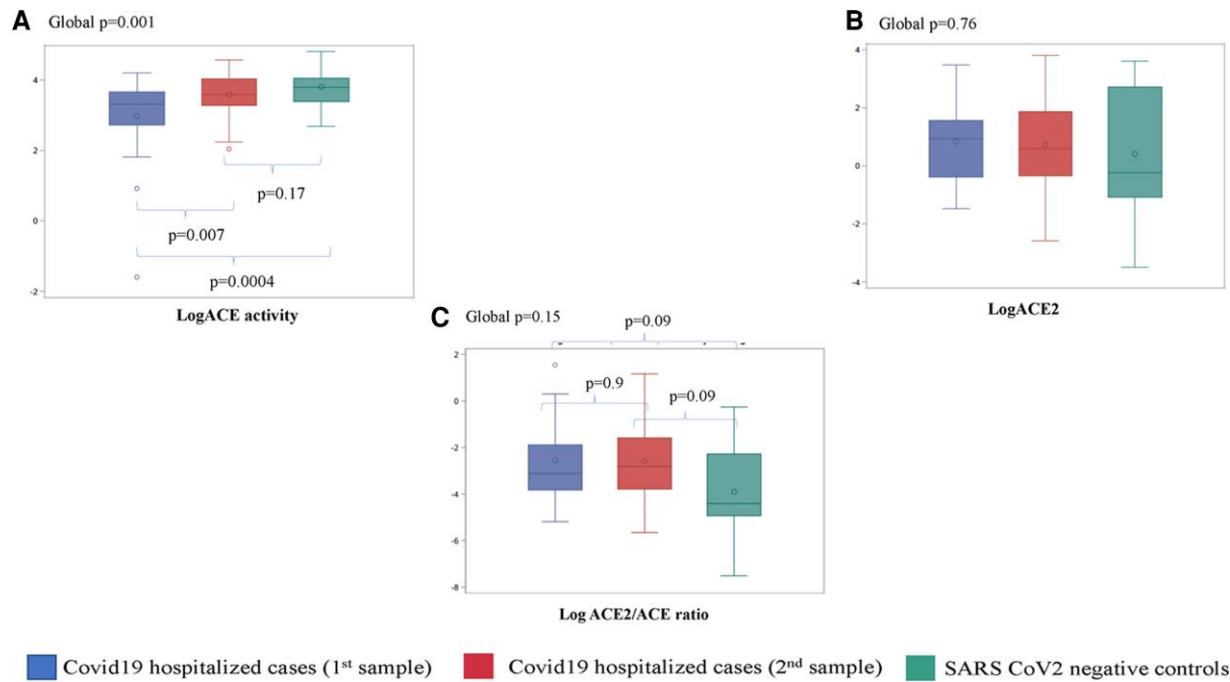 A Global p=0.001
4
2
0
-2
p=0.17
p=0.007
p=0.0004
LogACE activity
B Global p=0.76
4
2
0
-2
-4
LogACE2
C Global p=0.15
p=0.09
2
0
-2
-4
-6
-8
p=0.9
p=0.09
Log ACE2/ACE ratio
Covid19 hospitalized cases (1st sample)
Covid19 hospitalized cases (2nd sample)
SARS CoV2 negative controls